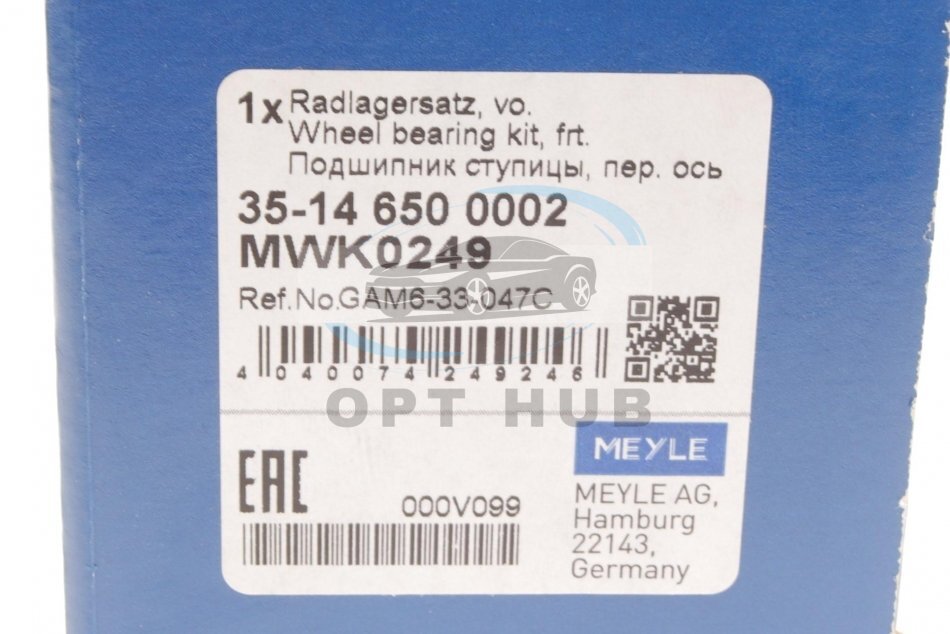 1x Radlagersatz, vo.
Wheel bearing kit, frt.
Подшипник ступицы, пер. ось
35-14 650 0002
MWK0249
Ref.No.GAM6-33-047C
4 040074 249246
OPT HUB
EAC
000V099
MEYLE
MEYLE AG,
Hamburg
22143,
Germany